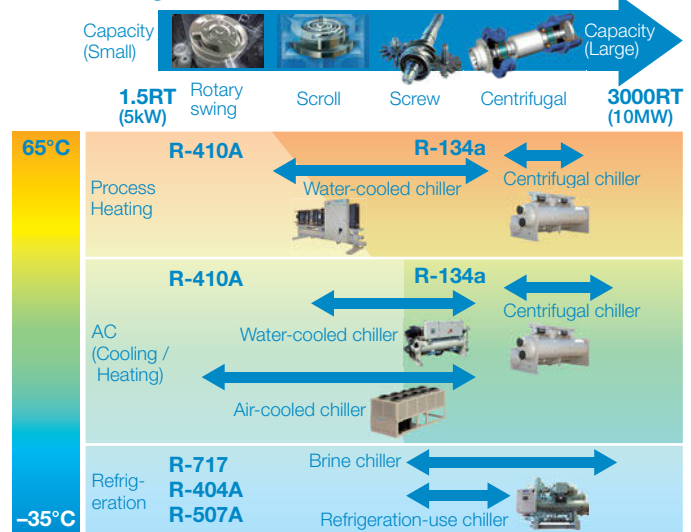 Capacity
(Small)
Capacity
(Large)
1.5RT
(5kW)
Rotary
swing
Scroll
Screw
Centrifugal
3000RT
(10MW)
65°C
R-410A
R-134a
Process
Heating
Water-cooled chiller
Centrifugal chiller
R-410A
R-134a
AC
(Cooling /
Heating)
Water-cooled chiller
Centrifugal chiller
Air-cooled chiller
Refrig-
eration
R-717
R-404A
R-507A
Brine chiller
Refrigeration-use chiller
–35°C